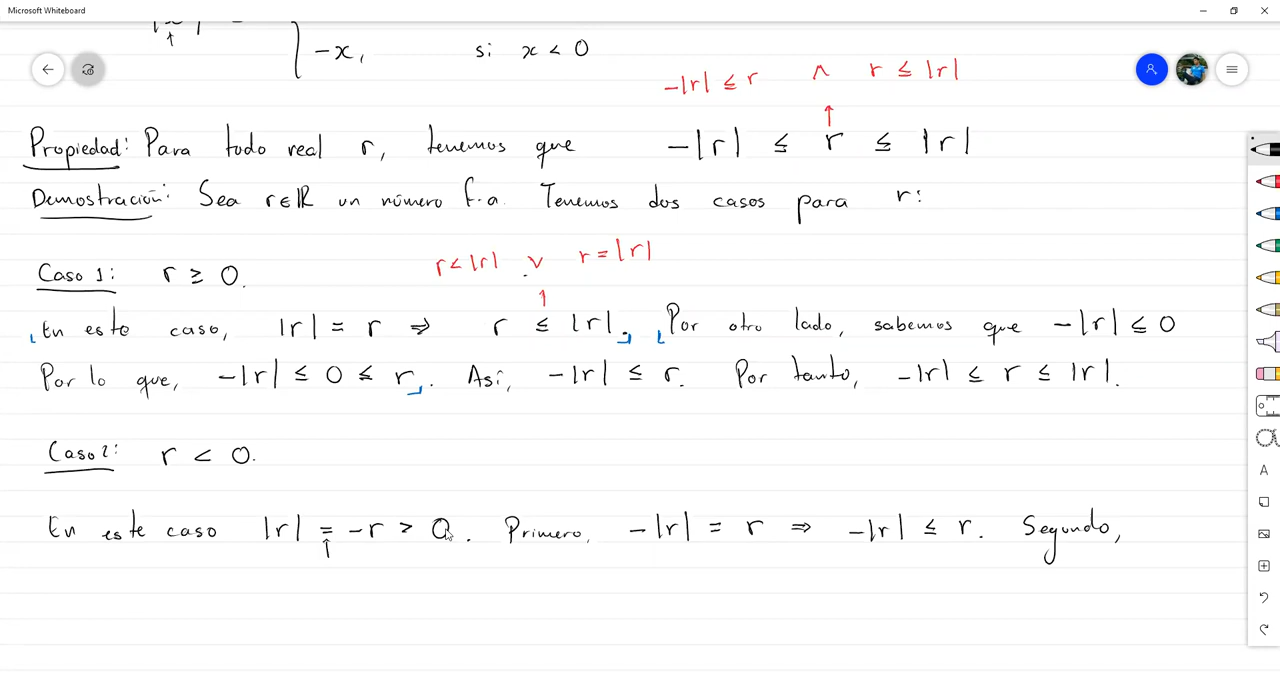 Microsoft Whiteboard
-x, si x < 0
-|r| ≤ r ∧ r ≤ |r|
Propiedad: Para todo real r, tenemos que -|r| ≤ r ≤ |r|
Demostración: Sea r∈ℝ un número f.a. Tenemos dos casos para r:
r<|r| ∨ r=|r|
Caso 1: r ≥ 0.
En este caso, |r| = r ⇒ r ≤ |r|. Por otro lado, sabemos que -|r| ≤ 0
Por lo que, -|r| ≤ 0 ≤ r. Así, -|r| ≤ r. Por tanto, -|r| ≤ r ≤ |r|.
Caso 2: r < 0.
En este caso |r| = -r > 0. Primero, -|r| = r ⇒ -|r| ≤ r. Segundo,